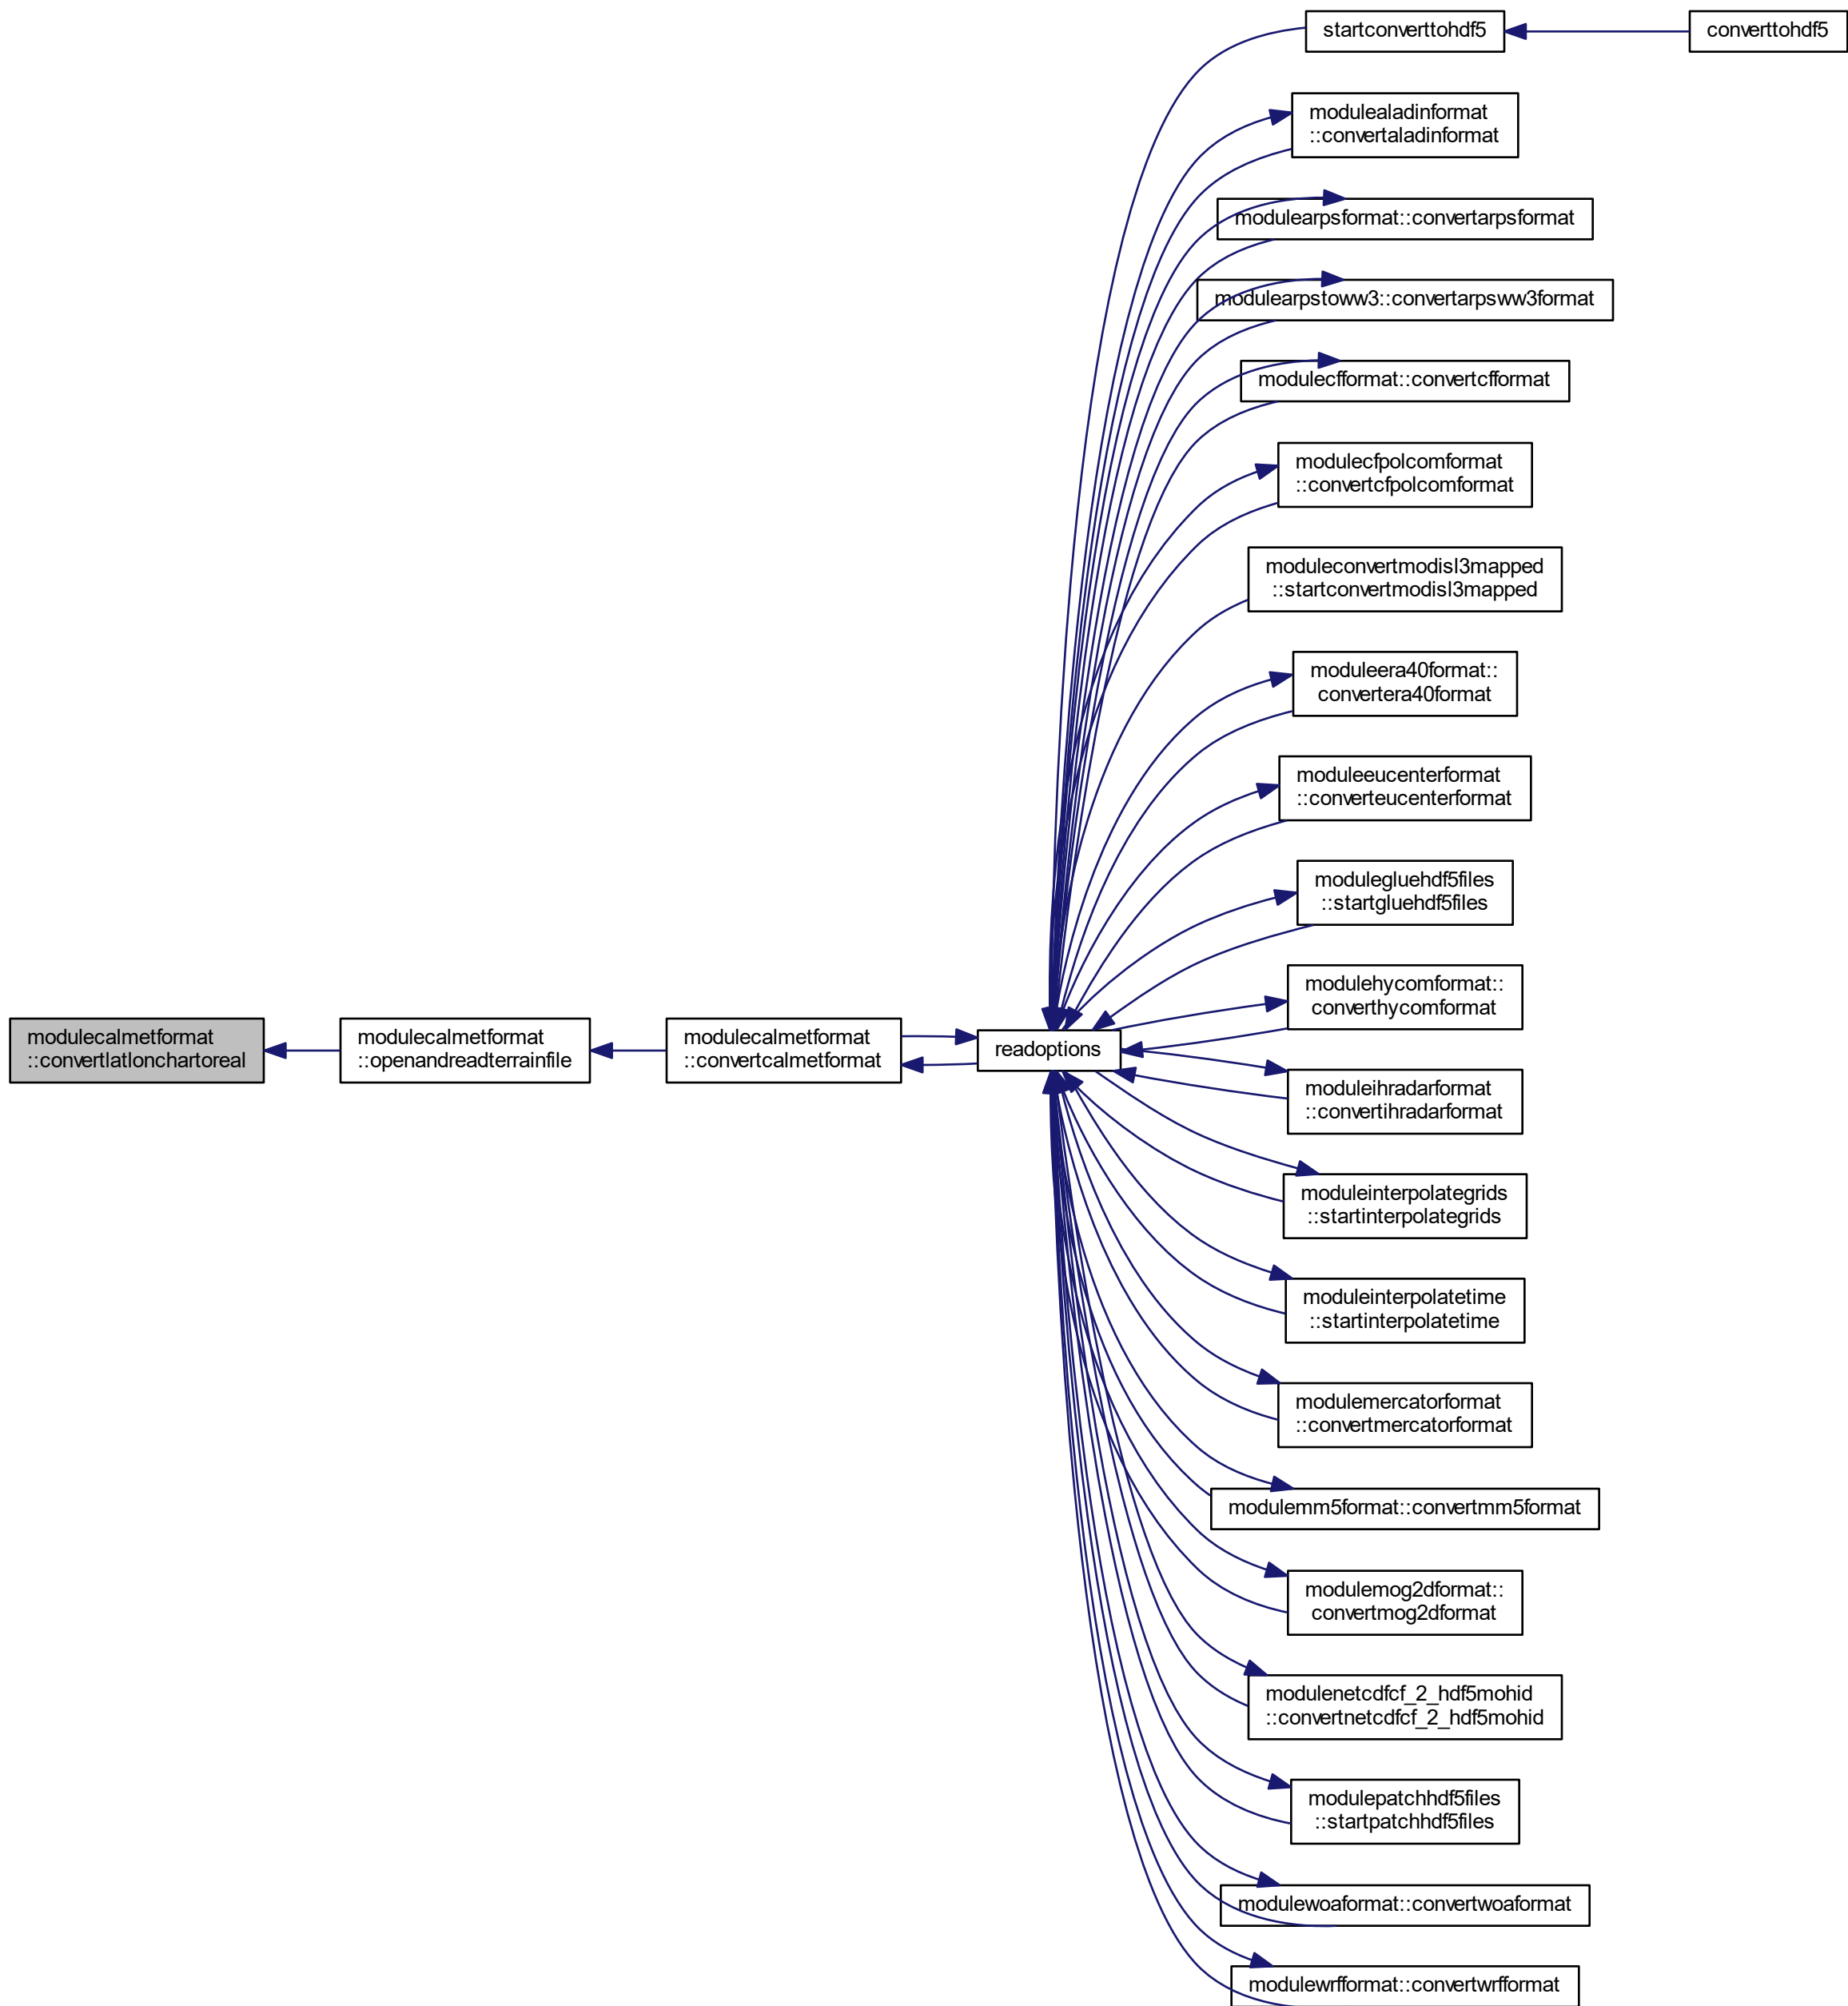 startconverttohdf5
converttohdf5
modulealadinformat
::convertaladinformat
modulearpsformat::convertarpsformat
modulearpstoww3::convertarpsww3format
modulecfformat::convertcfformat
modulecfpolcomformat
::convertcfpolcomformat
moduleconvertmodisl3mapped
::startconvertmodisl3mapped
moduleera40format::
convertera40format
moduleeucenterformat
::converteucenterformat
modulegluehdf5files
::startgluehdf5files
modulecalmetformat
::convertlatlonchartoreal
modulecalmetformat
::openandreadterrainfile
modulecalmetformat
::convertcalmetformat
readoptions
modulehycomformat::
converthycomformat
moduleihradarformat
::convertihradarformat
moduleinterpolategrids
::startinterpolategrids
moduleinterpolatetime
::startinterpolatetime
modulemercatorformat
::convertmercatorformat
modulemm5format::convertmm5format
modulemog2dformat::
convertmog2dformat
modulenetcdfcf_2_hdf5mohid
::convertnetcdfcf_2_hdf5mohid
modulepatchhdf5files
::startpatchhdf5files
modulewoaformat::convertwoaformat
modulewrfformat::convertwrfformat